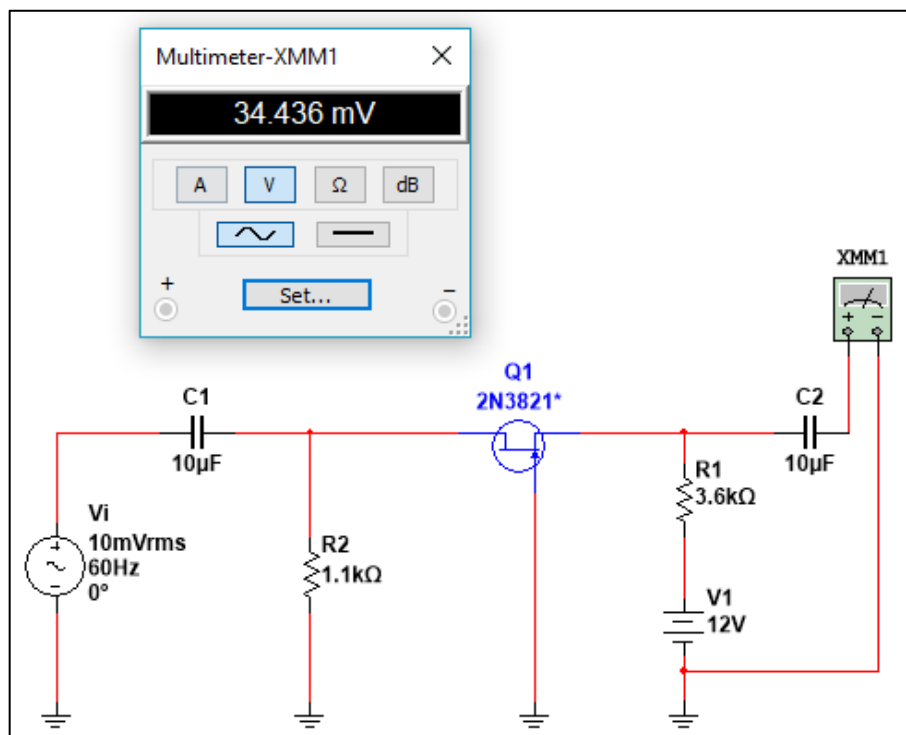 Multimeter-XMM1
34.436 mV
A
V
Ω
dB
+
Set...
−
XMM1
+ −
Q1
2N3821*
C1
10µF
C2
10µF
R1
3.6kΩ
Vi
10mVrms
60Hz
0°
+
−
R2
1.1kΩ
V1
12V